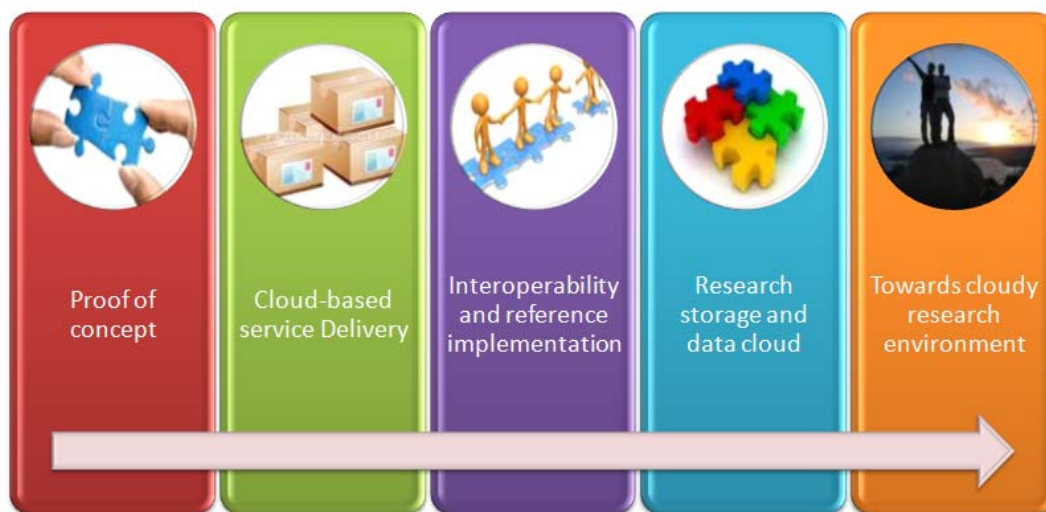 Proof of
concept
Cloud-based
service Delivery
Interoperability
and reference
implementation
Research
storage and
data cloud
Towards cloudy
research
environment